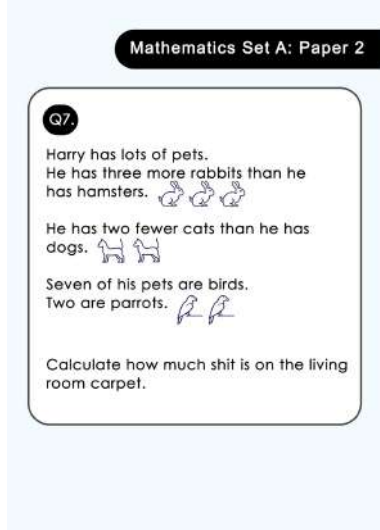 Mathematics Set A: Paper 2
Q7.
Harry has lots of pets.
He has three more rabbits than he
has hamsters.
He has two fewer cats than he has
dogs.
Seven of his pets are birds.
Two are parrots.
Calculate how much shit is on the living
room carpet.